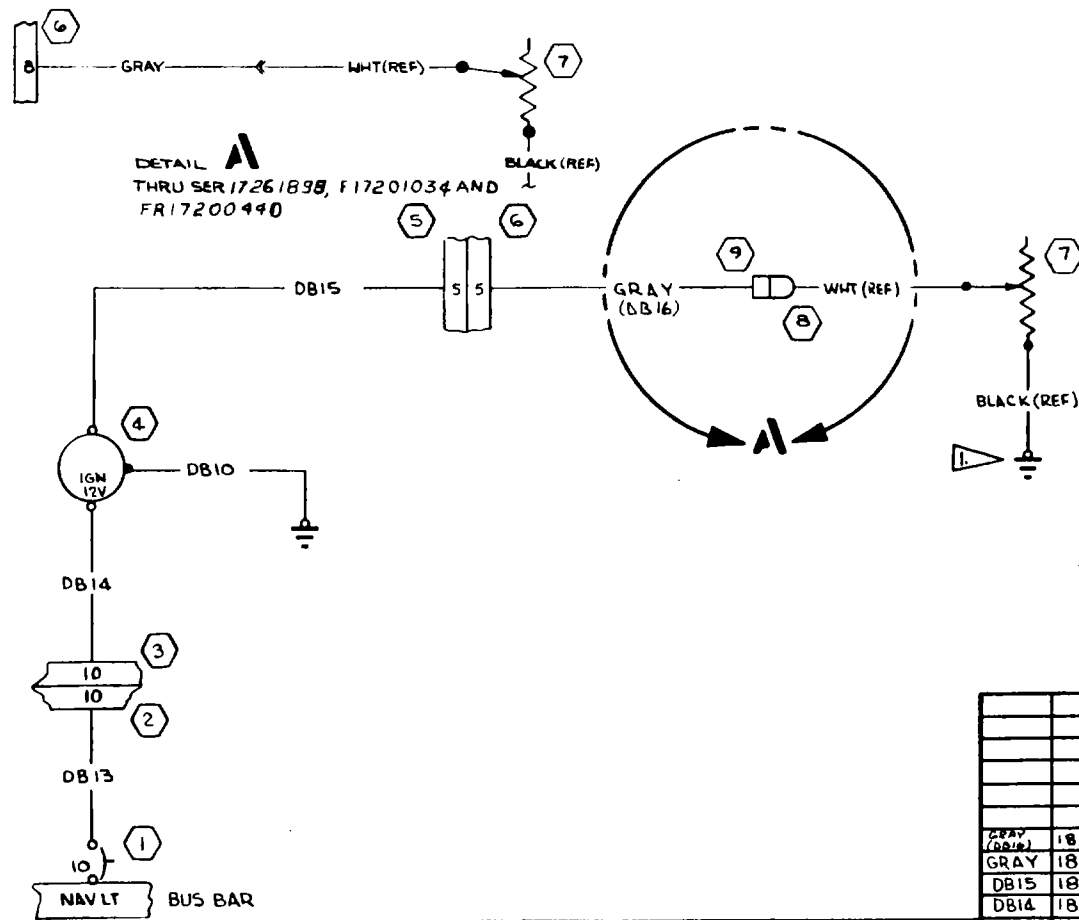 6
8
GRAY
WHT(REF)
7
DETAIL A
THRU SER 17261898, F17201034 AND
FR17200440
BLACK (REF)
5
6
DB15
5 5
GRAY
(DB16)
9
WHT (REF)
8
7
A
BLACK (REF)
1.
4
IGN
12V
DB10
DB14
3
10
10
2
DB13
1
10
NAV LT
BUS BAR
GRAY
(DB16) 18
GRAY 18
DB15 18
DB14 18